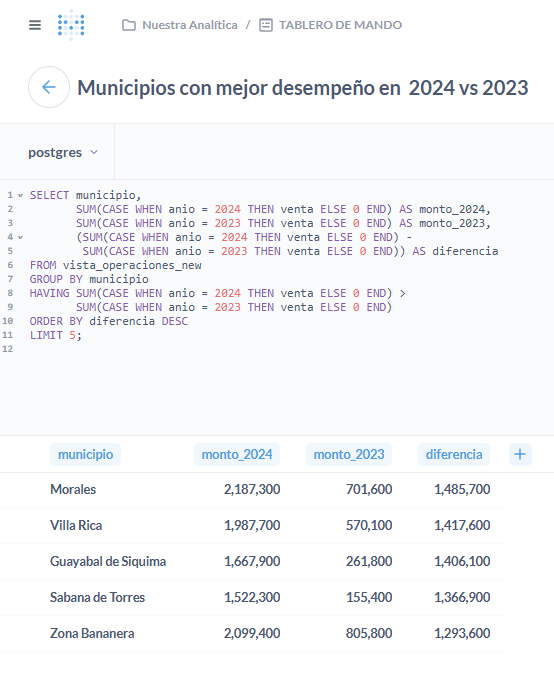 Nuestra Analítica / TABLERO DE MANDO
Municipios con mejor desempeño en 2024 vs 2023
postgres
1 SELECT municipio,
2 SUM(CASE WHEN anio = 2024 THEN venta ELSE 0 END) AS monto_2024,
3 SUM(CASE WHEN anio = 2023 THEN venta ELSE 0 END) AS monto_2023,
4 (SUM(CASE WHEN anio = 2024 THEN venta ELSE 0 END) -
5 SUM(CASE WHEN anio = 2023 THEN venta ELSE 0 END)) AS diferencia
6 FROM vista_operaciones_new
7 GROUP BY municipio
8 HAVING SUM(CASE WHEN anio = 2024 THEN venta ELSE 0 END) >
9 SUM(CASE WHEN anio = 2023 THEN venta ELSE 0 END)
10 ORDER BY diferencia DESC
11 LIMIT 5;
12
municipio monto_2024 monto_2023 diferencia +
Morales 2,187,300 701,600 1,485,700
Villa Rica 1,987,700 570,100 1,417,600
Guayabal de Siquima 1,667,900 261,800 1,406,100
Sabana de Torres 1,522,300 155,400 1,366,900
Zona Bananera 2,099,400 805,800 1,293,600